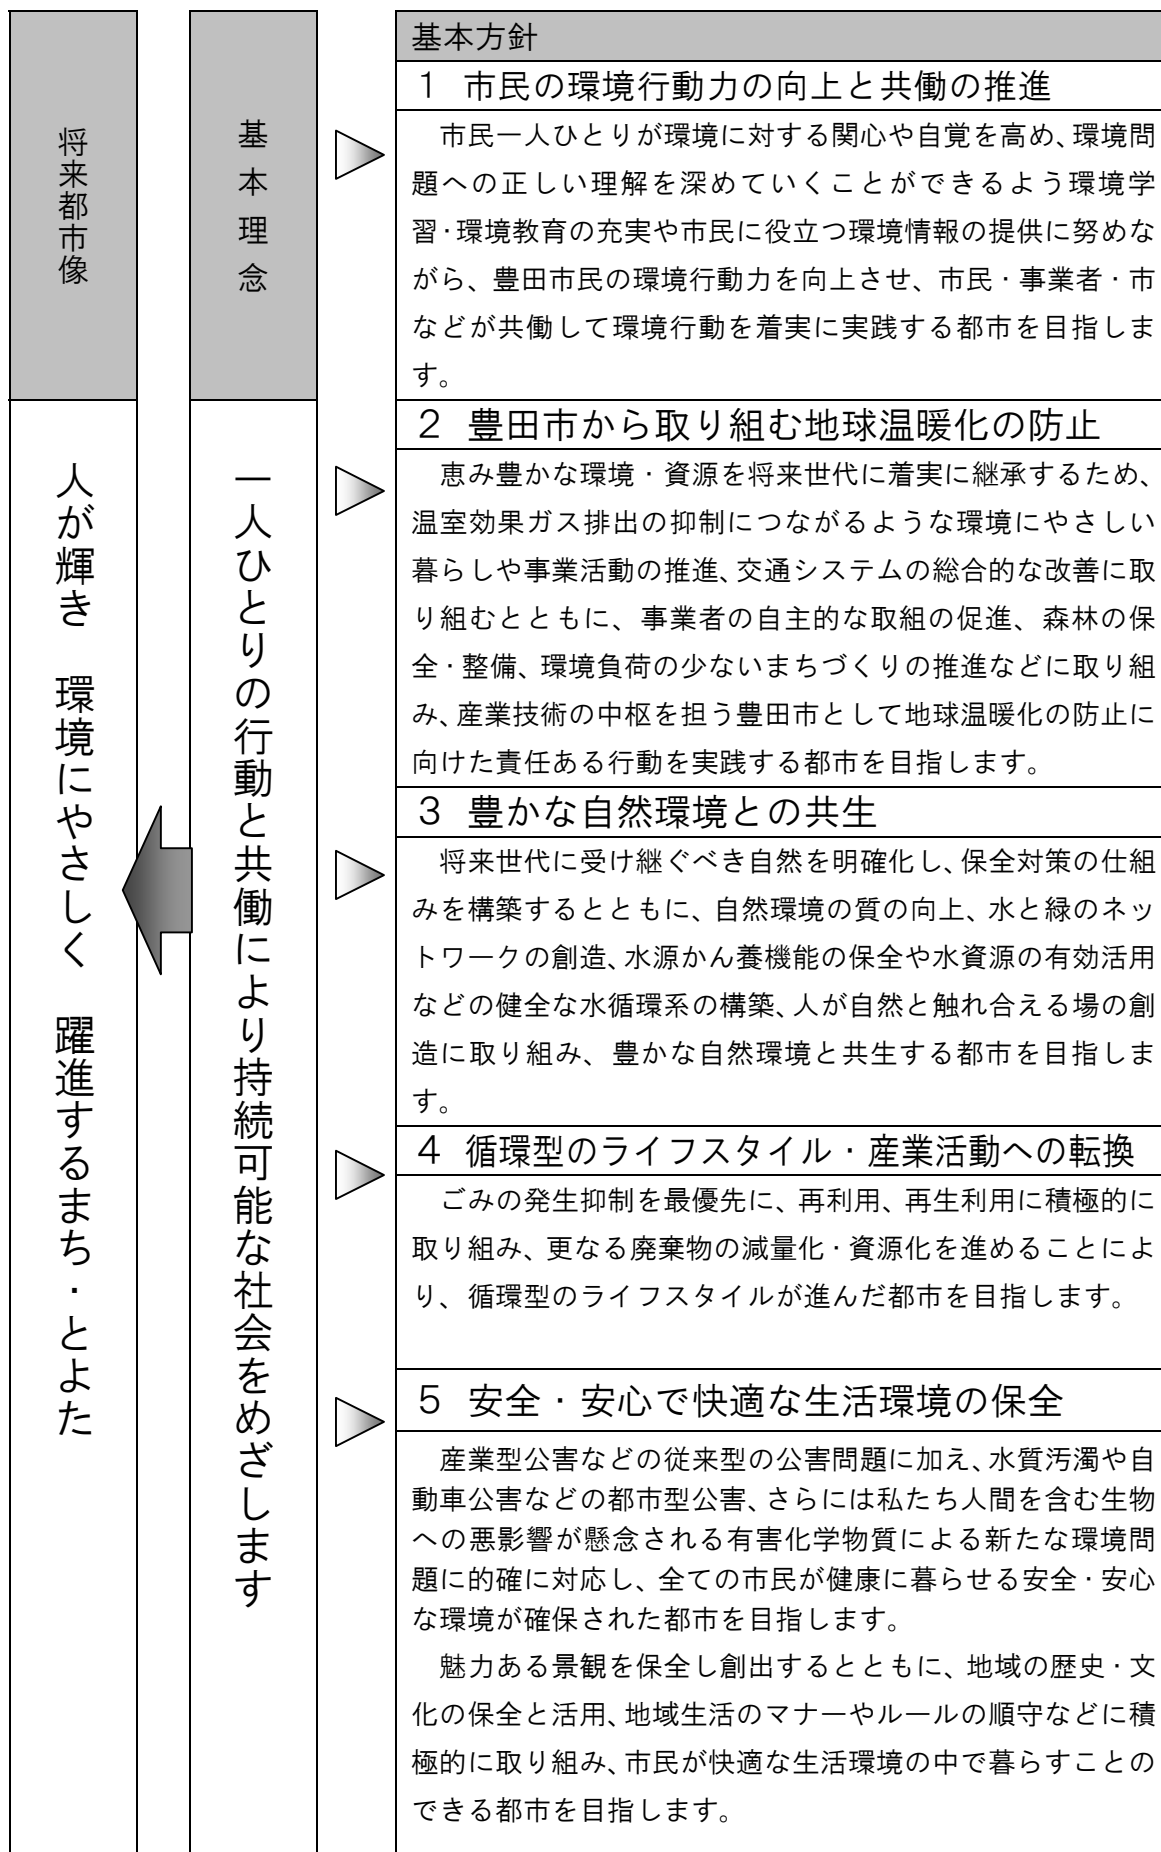 将来都市像
人が輝き 環境にやさしく 躍進するまち・とよた
基本理念
一人ひとりの行動と共働により持続可能な社会をめざします
基本方針
1 市民の環境行動力の向上と共働の推進
市民一人ひとりが環境に対する関心や自覚を高め、環境問
題への正しい理解を深めていくことができるよう環境学
習・環境教育の充実や市民に役立つ環境情報の提供に努めな
がら、豊田市民の環境行動力を向上させ、市民・事業者・市
などが共働して環境行動を着実に実践する都市を目指しま
す。
2 豊田市から取り組む地球温暖化の防止
恵み豊かな環境・資源を将来世代に着実に継承するため、
温室効果ガス排出の抑制につながるような環境にやさしい
暮らしや事業活動の推進、交通システムの総合的な改善に取
り組むとともに、事業者の自主的な取組の促進、森林の保
全・整備、環境負荷の少ないまちづくりの推進などに取り組
み、産業技術の中枢を担う豊田市として地球温暖化の防止に
向けた責任ある行動を実践する都市を目指します。
3 豊かな自然環境との共生
将来世代に受け継ぐべき自然を明確化し、保全対策の仕組
みを構築するとともに、自然環境の質の向上、水と緑のネッ
トワークの創造、水源かん養機能の保全や水資源の有効活用
などの健全な水循環系の構築、人が自然と触れ合える場の創
造に取り組み、豊かな自然環境と共生する都市を目指しま
す。
4 循環型のライフスタイル・産業活動への転換
ごみの発生抑制を最優先に、再利用、再生利用に積極的に
取り組み、更なる廃棄物の減量化・資源化を進めることによ
り、循環型のライフスタイルが進んだ都市を目指します。
5 安全・安心で快適な生活環境の保全
産業型公害などの従来型の公害問題に加え、水質汚濁や自
動車公害などの都市型公害、さらには私たち人間を含む生物
への悪影響が懸念される有害化学物質による新たな環境問
題に的確に対応し、全ての市民が健康に暮らせる安全・安心
な環境が確保された都市を目指します。
魅力ある景観を保全し創出するとともに、地域の歴史・文
化の保全と活用、地域生活のマナーやルールの順守などに積
極的に取り組み、市民が快適な生活環境の中で暮らすことの
できる都市を目指します。